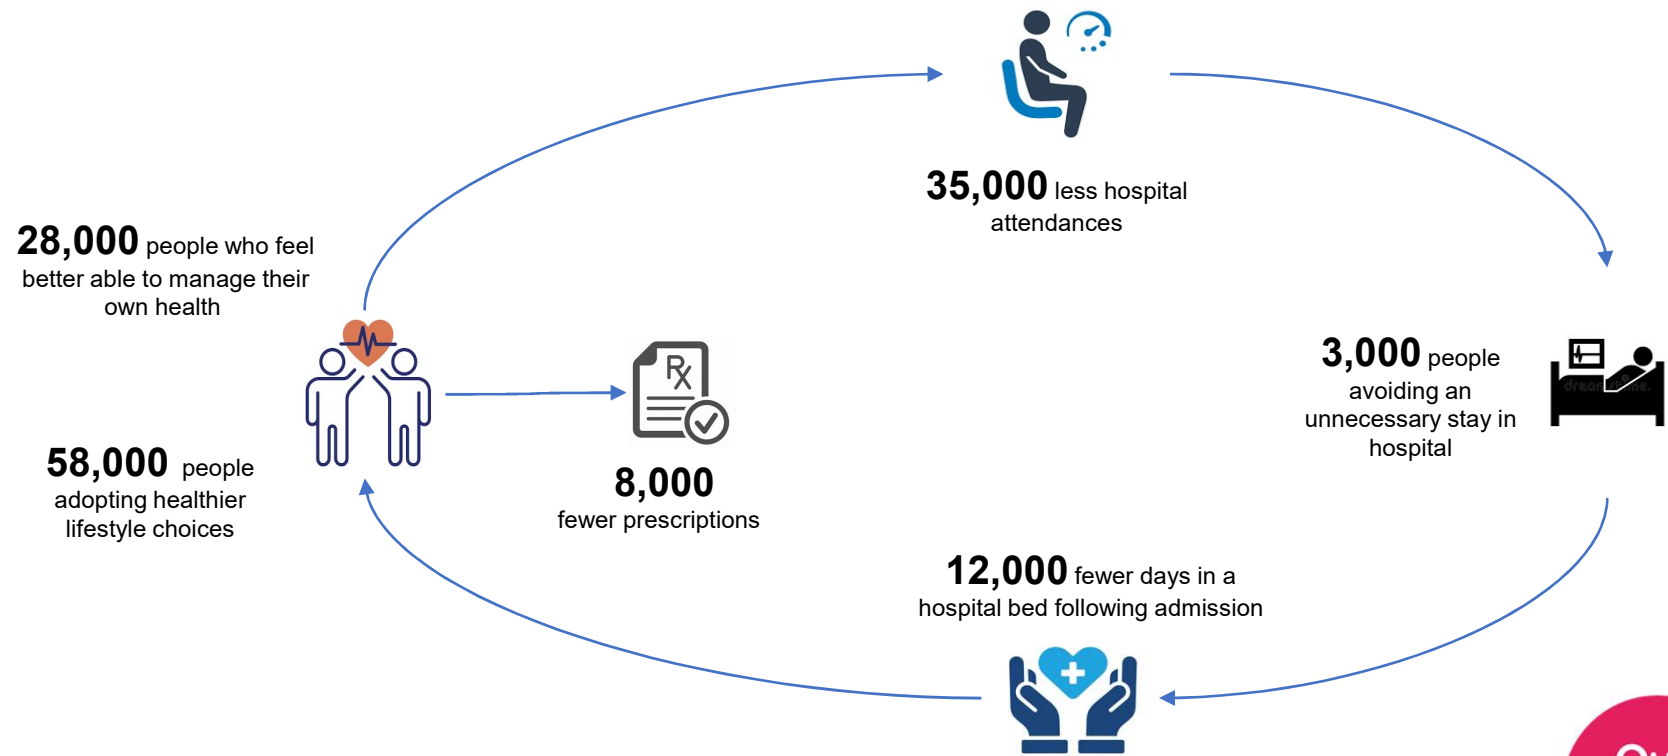 35,000 less hospital
attendances
28,000 people who feel
better able to manage their
own health
Rx
3,000 people
avoiding an
unnecessary stay in
hospital
58,000 people
adopting healthier
lifestyle choices
8,000
fewer prescriptions
12,000 fewer days in a
hospital bed following admission